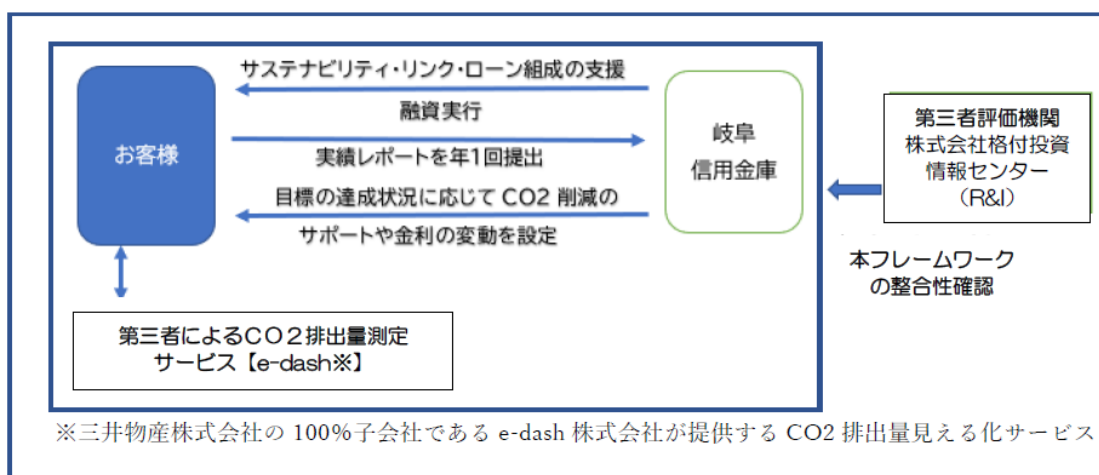 サステナビリティ・リンク・ローン組成の支援
融資実行
お客様
実績レポートを年1回提出
目標の達成状況に応じて CO2 削減の
サポートや金利の変動を設定
岐阜
信用金庫
第三者評価機関
株式会社格付投資
情報センター
(R&I)
本フレームワーク
の整合性確認
第三者によるCO2排出量測定
サービス【e-dash※】
※三井物産株式会社の 100%子会社である e-dash 株式会社が提供する CO2 排出量見える化サービス